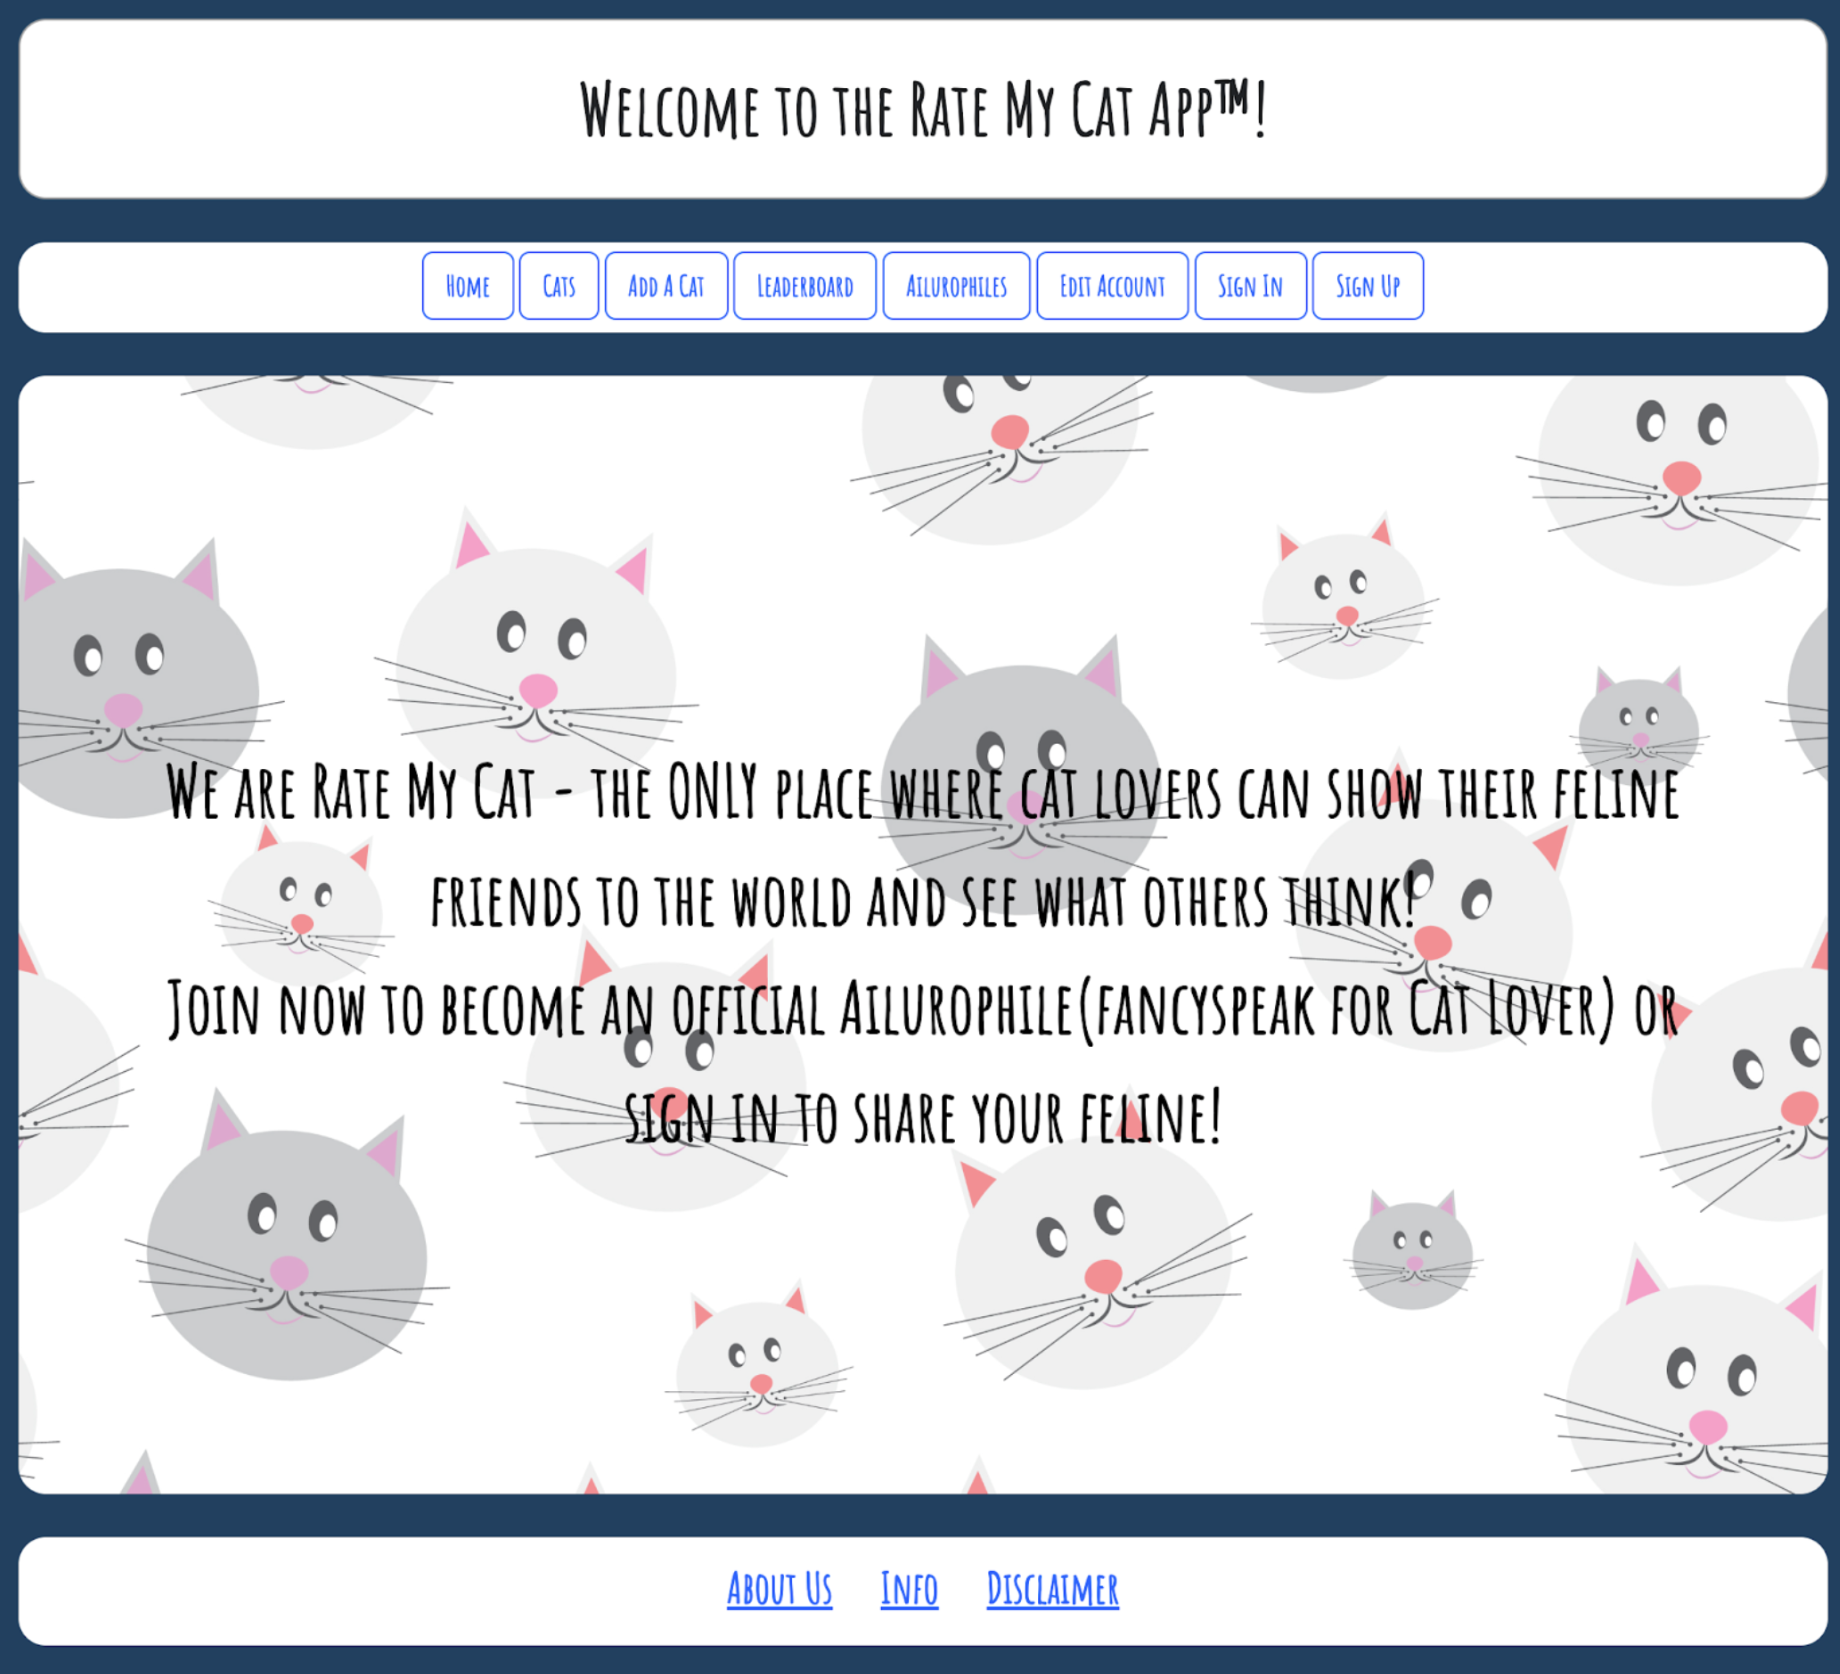 Welcome to the Rate My Cat App™!
Home Cats Add A Cat Leaderboard Ailurophiles Edit Account Sign In Sign Up
We are Rate My Cat - the ONLY place where cat lovers can show their feline
friends to the world and see what others think!
Join now to become an official Ailurophile(fancyspeak for Cat Lover) or
sign in to share your feline!
About Us Info Disclaimer